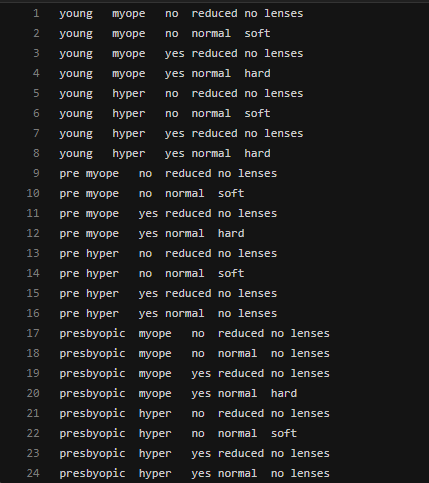 1 young myope no reduced no lenses
2 young myope no normal soft
3 young myope yes reduced no lenses
4 young myope yes normal hard
5 young hyper no reduced no lenses
6 young hyper no normal soft
7 young hyper yes reduced no lenses
8 young hyper yes normal hard
9 pre myope no reduced no lenses
10 pre myope no normal soft
11 pre myope yes reduced no lenses
12 pre myope yes normal hard
13 pre hyper no reduced no lenses
14 pre hyper no normal soft
15 pre hyper yes reduced no lenses
16 pre hyper yes normal no lenses
17 presbyopic myope no reduced no lenses
18 presbyopic myope no normal no lenses
19 presbyopic myope yes reduced no lenses
20 presbyopic myope yes normal hard
21 presbyopic hyper no reduced no lenses
22 presbyopic hyper no normal soft
23 presbyopic hyper yes reduced no lenses
24 presbyopic hyper yes normal no lenses